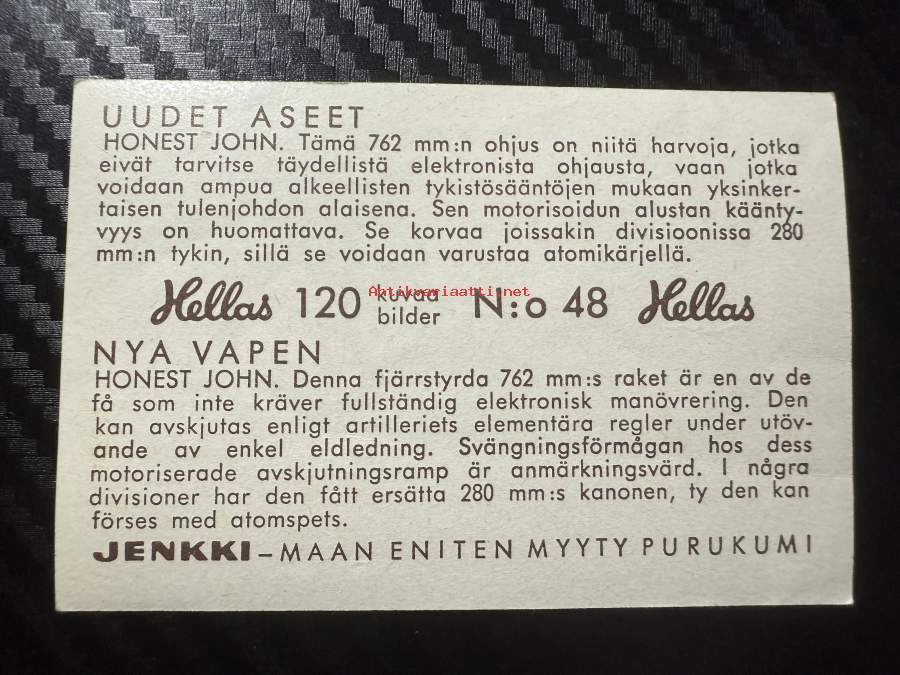 UUDET ASEET
HONEST JOHN. Tämä 762 mm:n ohjus on niitä harvoja, jotka
eivät tarvitse täydellistä elektronista ohjausta, vaan jotka
voidaan ampua alkeellisten tykistösääntöjen mukaan yksinker-
taisen tulenjohdon alaisena. Sen motorisoidun alustan käänty-
vyys on huomattava. Se korvaa joissakin divisioonissa 280
mm:n tykin, sillä se voidaan varustaa atomikärjellä.
Hellas 120 kuvaa bilder N:o 48 Hellas
Antikvariaatti.net
NYA VAPEN
HONEST JOHN. Denna fjärrstyrda 762 mm:s raket är en av de
få som inte kräver fullständig elektronisk manövrering. Den
kan avskjutas enligt artilleriets elementära regler under utöv-
ande av enkel eldledning. Svängningsförmågan hos dess
motoriserade avskjutningsramp är anmärkningsvärd. I några
divisioner har den fått ersätta 280 mm:s kanonen, ty den kan
förses med atomspets.
JENKKI – MAAN ENITEN MYYTY PURUKUMI